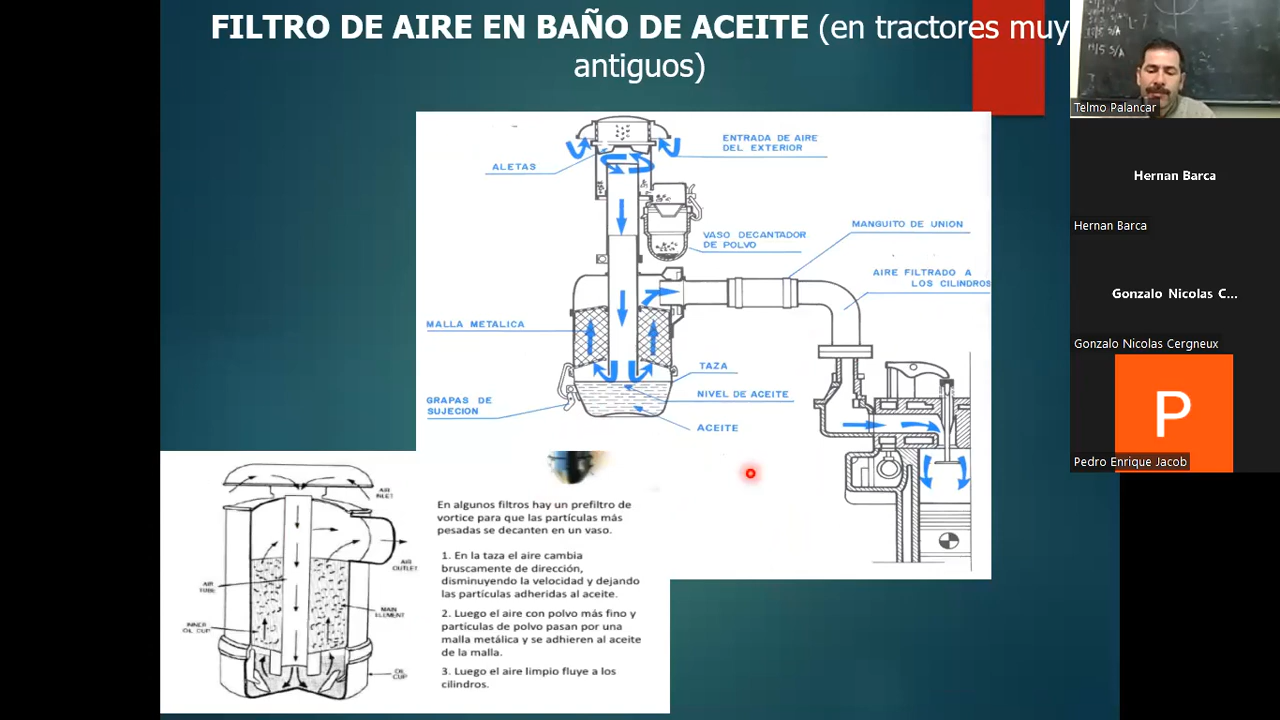 FILTRO DE AIRE EN BAÑO DE ACEITE (en tractores muy
antiguos)
ALETAS
ENTRADA DE AIRE
DEL EXTERIOR
VASO DECANTADOR
DE POLVO
MANGUITO DE UNION
AIRE FILTRADO A
LOS CILINDROS
MALLA METALICA
TAZA
NIVEL DE ACEITE
GRAPAS DE
SUJECION
ACEITE
AIR
INLET
AIR
OUTLET
AIR
TUBE
MAIN
ELEMENT
INNER
OIL CUP
OIL
CUP
En algunos filtros hay un prefiltro de
vortice para que las partículas más
pesadas se decanten en un vaso.
1. En la taza el aire cambia
bruscamente de dirección,
disminuyendo la velocidad y dejando
las partículas adheridas al aceite.
2. Luego el aire con polvo más fino y
partículas de polvo pasan por una
malla metálica y se adhieren al aceite
de la malla.
3. Luego el aire limpio fluye a los
cilindros.
Telmo Palancar
Hernan Barca
Hernan Barca
Gonzalo Nicolas C...
Gonzalo Nicolas Cergneux
P
Pedro Enrique Jacob